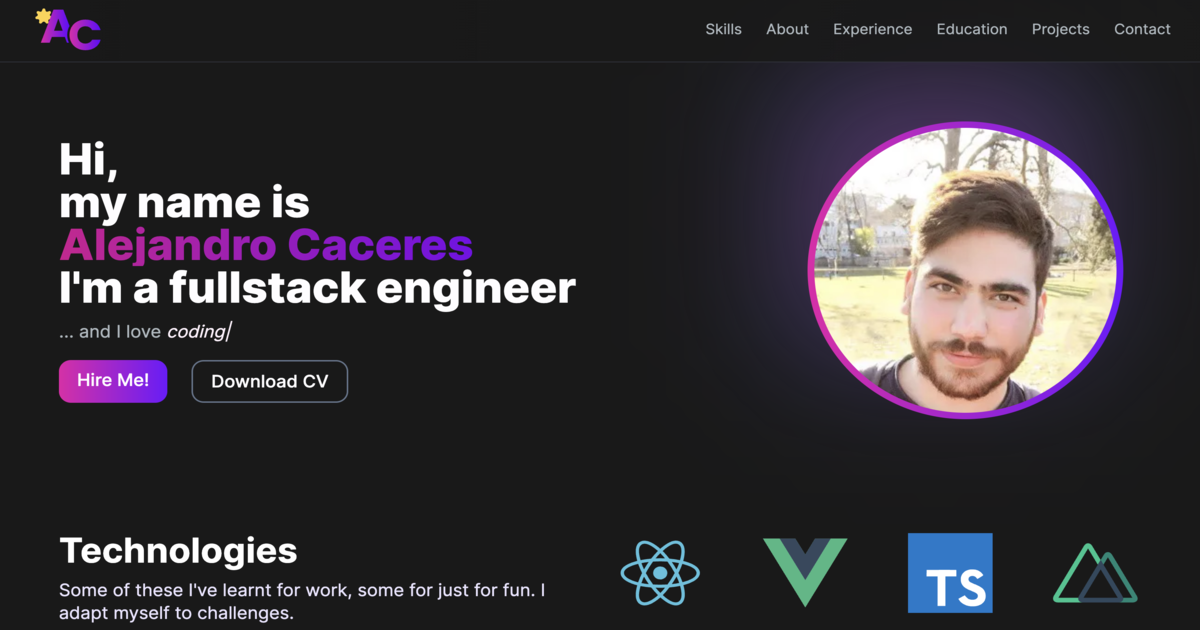 AC
Skills About Experience Education Projects Contact
Hi,
my name is
Alejandro Caceres
I'm a fullstack engineer
... and I love coding|
Hire Me! Download CV
Technologies
Some of these I've learnt for work, some for just for fun. I
adapt myself to challenges.
TS